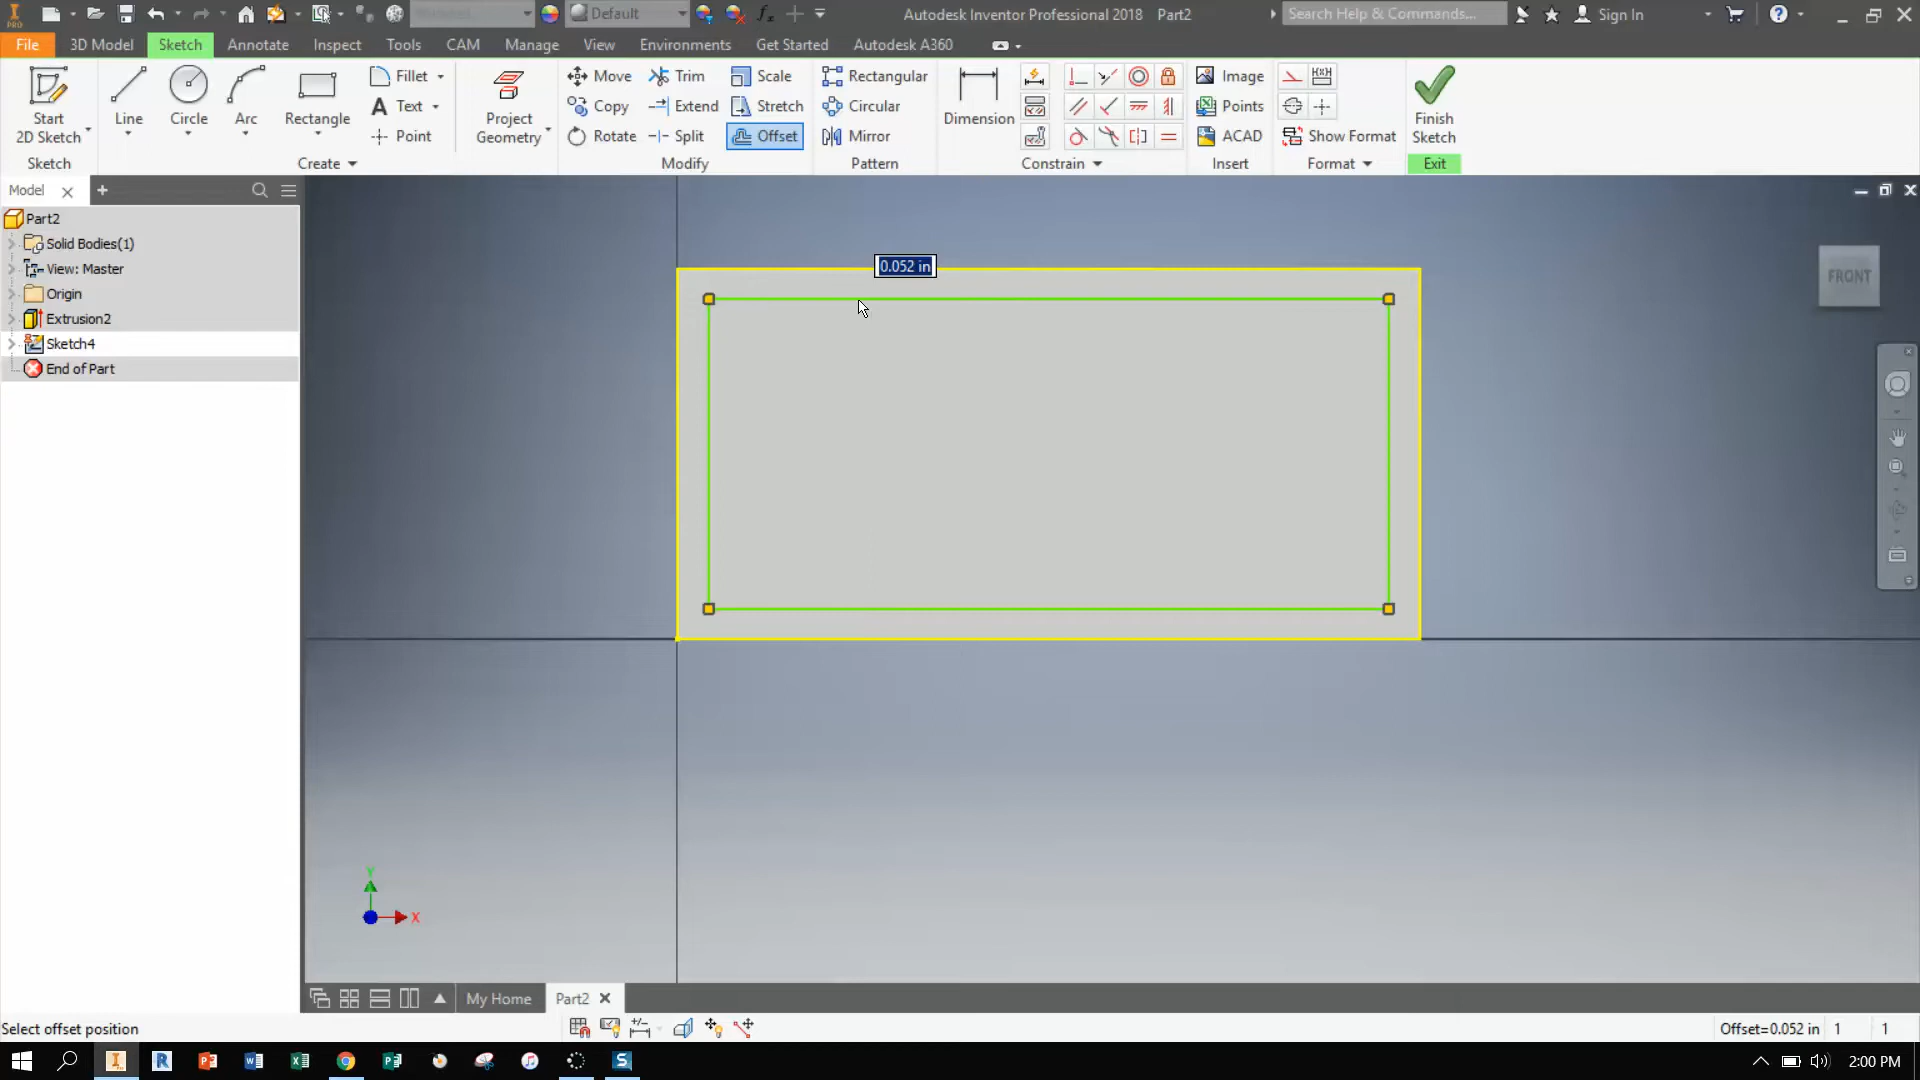 Default
Autodesk Inventor Professional 2018 Part2
Search Help & Commands...
Sign In
File 3D Model Sketch Annotate Inspect Tools CAM Manage View Environments Get Started Autodesk A360
Start
2D Sketch
Line
Circle
Arc
Rectangle
Fillet
Text
Point
Project
Geometry
Move
Copy
Rotate
Trim
Extend
Split
Scale
Stretch
Offset
Rectangular
Circular
Mirror
Dimension
Image
Points
ACAD
Show Format
Finish
Sketch
Sketch Create Modify Pattern Constrain Insert Format Exit
Model
Part2
Solid Bodies(1)
View: Master
Origin
Extrusion2
Sketch4
End of Part
0.052 in
FRONT
Y
X
My Home Part2
Select offset position
Offset=0.052 in 1 1
2:00 PM